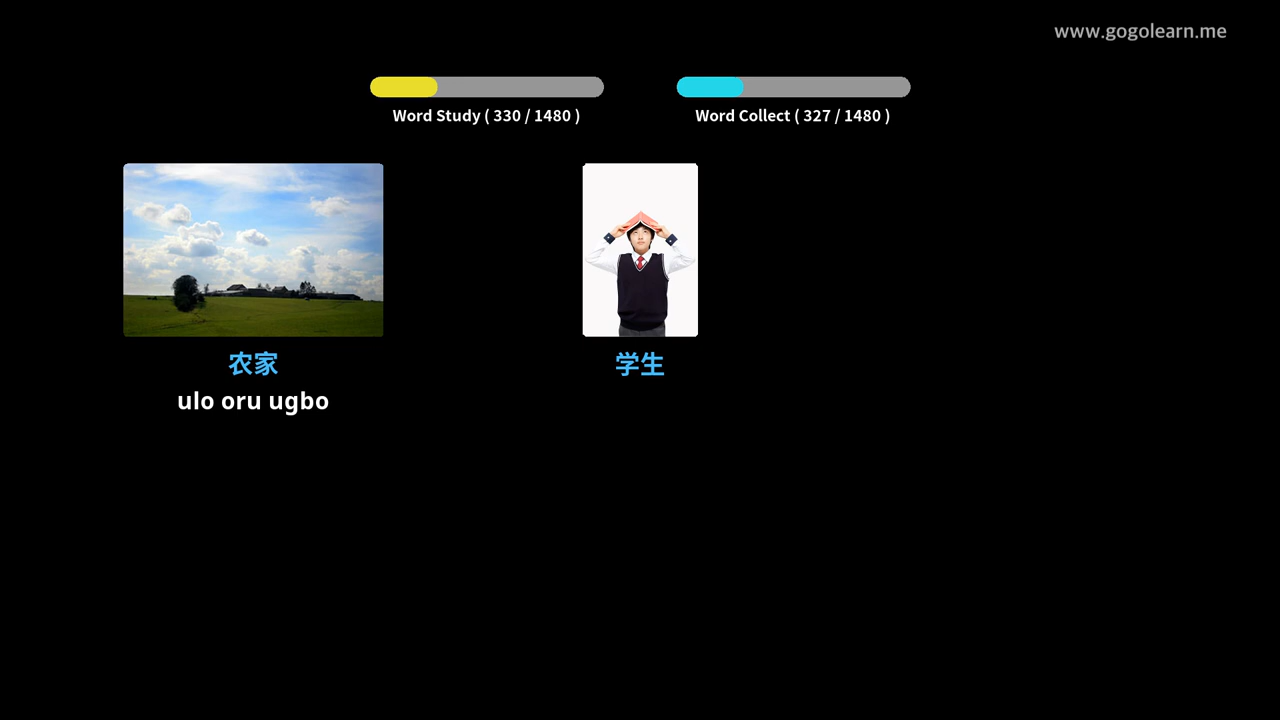 www.gogolearn.me
Word Study ( 330 / 1480 )
Word Collect ( 327 / 1480 )
农家
ulo oru ugbo
学生